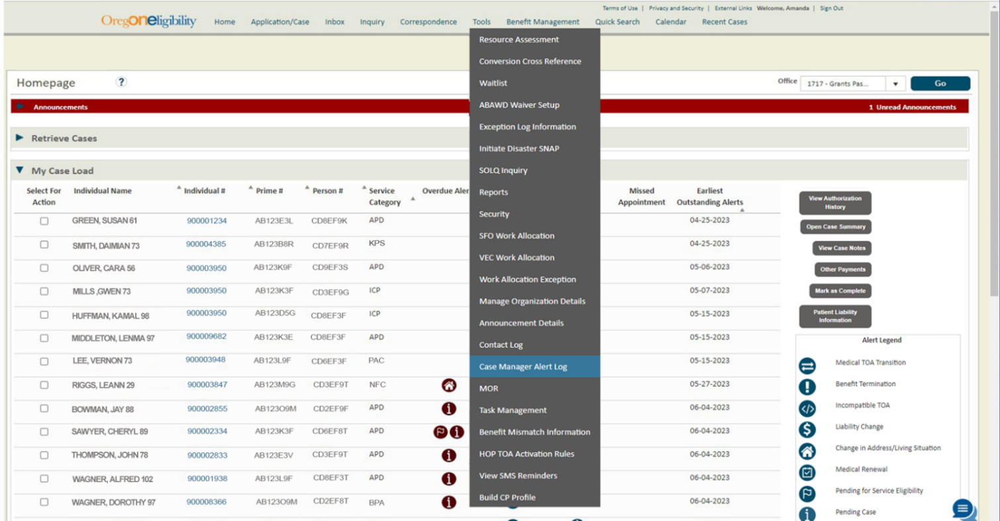 Terms of Use | Privacy and Security | External Links Welcome, Amanda | Sign Out
OregONeligibility Home Application/Case Inbox Inquiry Correspondence Tools Benefit Management Quick Search Calendar Recent Cases
Resource Assessment
Conversion Cross Reference
Waitlist
ABAWD Waiver Setup
Exception Log Information
Initiate Disaster SNAP
SOLQ Inquiry
Reports
Security
SFO Work Allocation
VEC Work Allocation
Work Allocation Exception
Manage Organization Details
Announcement Details
Contact Log
Case Manager Alert Log
MOR
Task Management
Benefit Mismatch Information
HOP TOA Activation Rules
View SMS Reminders
Build CP Profile
Homepage ? Office 1717 - Grants Pas... Go
Announcements 1 Unread Announcements
Retrieve Cases
My Case Load
Select For Action Individual Name Individual # Prime # Person # Service Category Overdue Aler Missed Appointment Earliest Outstanding Alerts
GREEN, SUSAN 61 900001234 AB123E3L CD8EF9K APD 04-25-2023
SMITH, DAIMIAN 73 900004385 AB123B8R CD7EF9R KPS 04-25-2023
OLIVER, CARA 56 900003950 AB123K9F CD9EF3S APD 05-06-2023
MILLS ,GWEN 73 900003950 AB123K3F CD3EF9G ICP 05-07-2023
HUFFMAN, KAMAL 98 900003950 AB123D5G CD8EF3F ICP 05-15-2023
MIDDLETON, LENMA 97 900009682 AB123K3E CD8EF3F APD 05-15-2023
LEE, VERNON 73 900003948 AB123L9F CD6EF3F PAC 05-15-2023
RIGGS, LEANN 29 900003847 AB123M9G CD3EF9T NFC 05-27-2023
BOWMAN, JAY 88 900002855 AB123O9M CD2EF9F APD 06-04-2023
SAWYER, CHERYL 89 900002334 AB123K3F CD6EF8T APD 06-04-2023
THOMPSON, JOHN 78 900002833 AB123E3V CD3EF9T APD 06-04-2023
WAGNER, ALFRED 102 900001938 AB123L9F CD8EF3T APD 06-04-2023
WAGNER, DOROTHY 97 900008366 AB123O9M CD2EF8T BPA 06-04-2023
View Authorization
History
Open Case Summary
View Case Notes
Other Payments
Mark as Complete
Patient Liability
Information
Alert Legend
Medical TOA Transition
Benefit Termination
Incompatible TOA
Liability Change
Change in Address/Living Situation
Medical Renewal
Pending for Service Eligibility
Pending Case